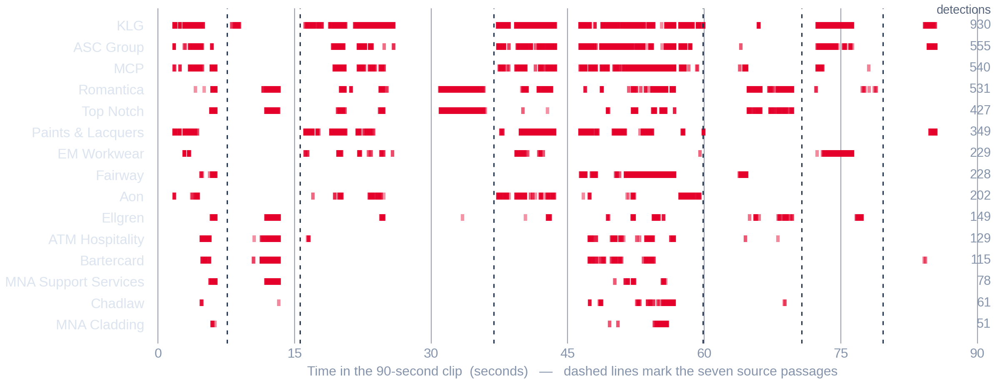 detections
KLG 930
ASC Group 555
MCP 540
Romantica 531
Top Notch 427
Paints & Lacquers 349
EM Workwear 229
Fairway 228
Aon 202
Ellgren 149
ATM Hospitality 129
Bartercard 115
MNA Support Services 78
Chadlaw 61
MNA Cladding 51
0 15 30 45 60 75 90
Time in the 90-second clip (seconds) — dashed lines mark the seven source passages